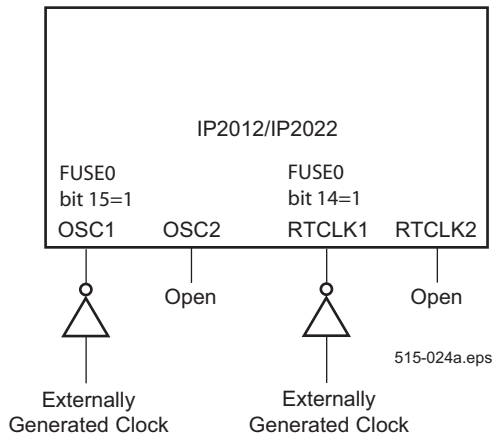 IP2012/IP2022
FUSE0
bit 15=1
FUSE0
bit 14=1
OSC1 OSC2 RTCLK1 RTCLK2
Open
Open
515-024a.eps
Externally
Generated Clock
Externally
Generated Clock